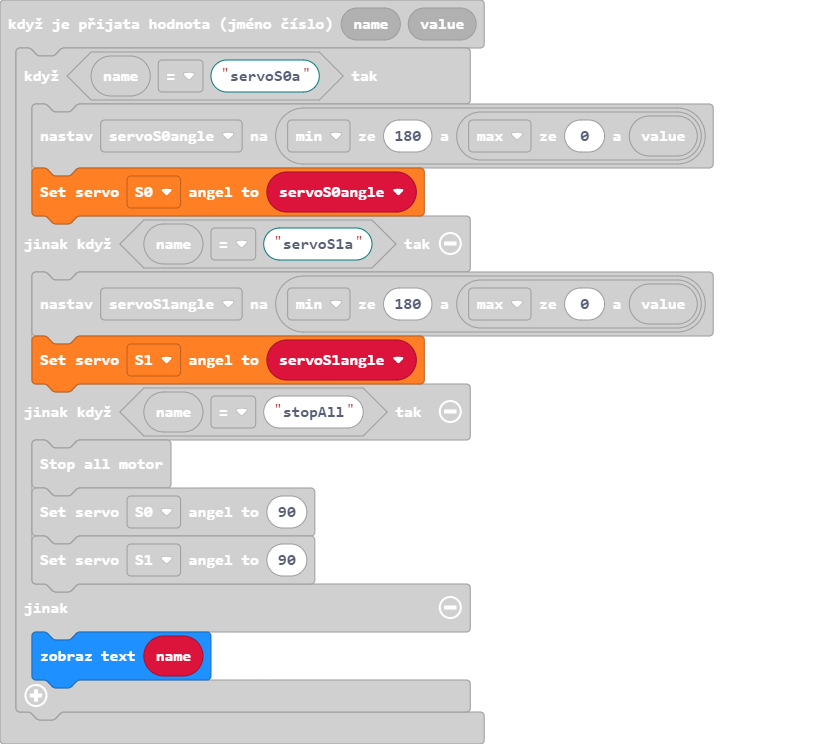 když je přijata hodnota (jméno číslo) name value
když name = "servoS0a" tak
nastav servoS0angle na min ze 180 a max ze 0 a value
Set servo S0 angel to servoS0angle
jinak když name = "servoS1a" tak
nastav servoS1angle na min ze 180 a max ze 0 a value
Set servo S1 angel to servoS1angle
jinak když name = "stopAll" tak
Stop all motor
Set servo S0 angel to 90
Set servo S1 angel to 90
jinak
zobraz text name